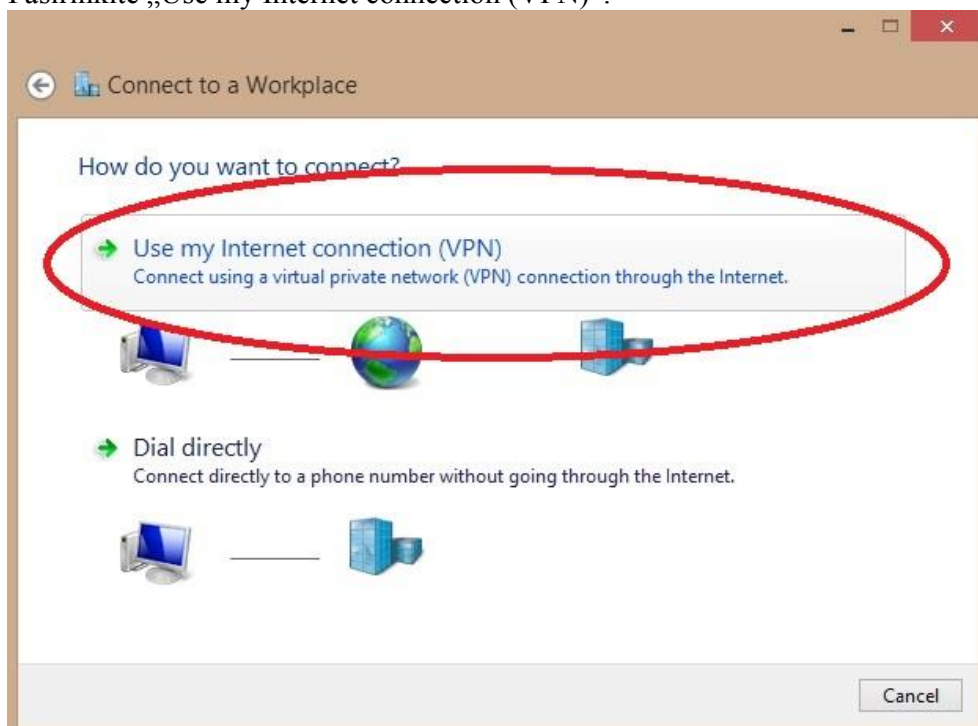 Pasirinkite „Use my Internet connection (VPN)“.
Connect to a Workplace
How do you want to connect?
Use my Internet connection (VPN)
Connect using a virtual private network (VPN) connection through the Internet.
Dial directly
Connect directly to a phone number without going through the Internet.
Cancel